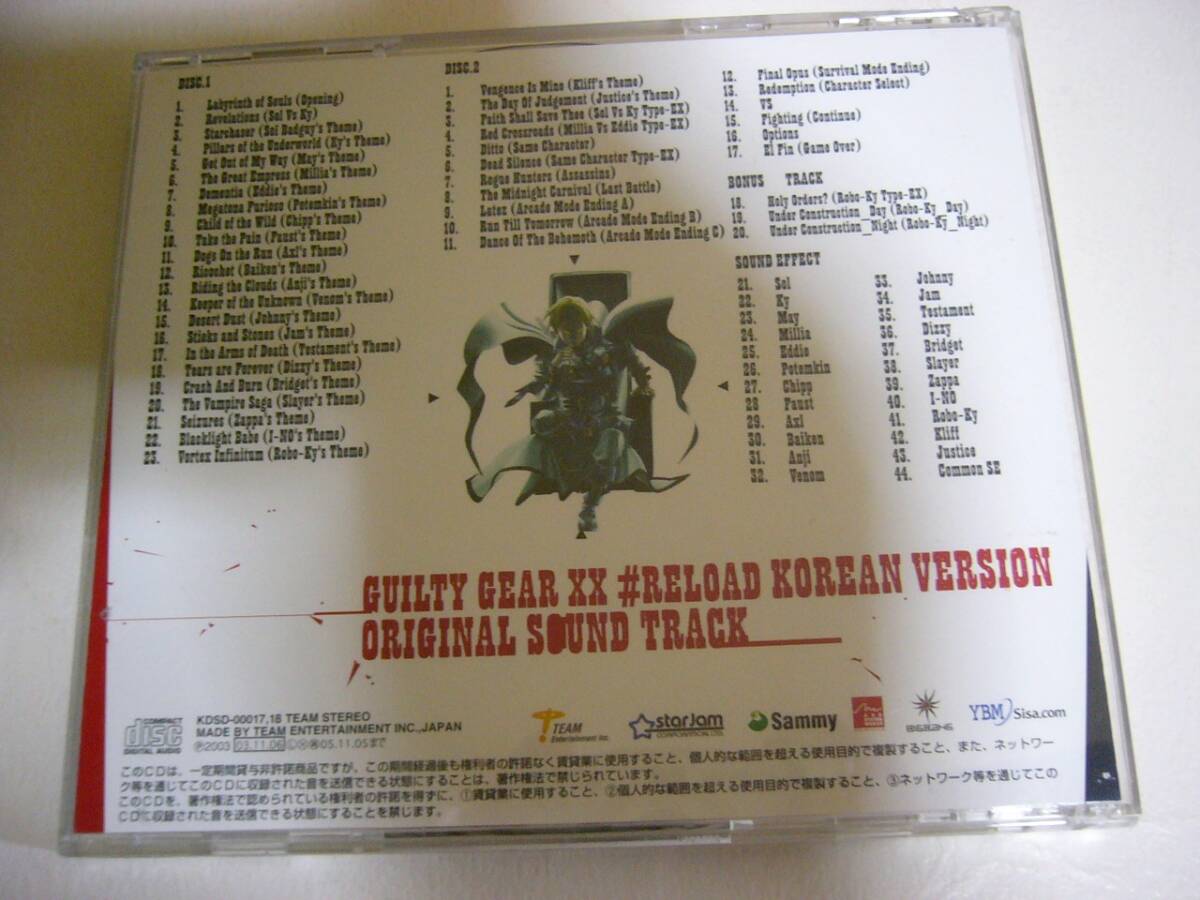 DISC.1
1. Labyrinth of Souls (Opening)
2. Revelations (Sol Vs Ky)
3. Starchaser (Sol Badguy's Theme)
4. Pillars of the Underworld (Ky's Theme)
5. Get Out of My Way (May's Theme)
6. The Great Empress (Millia's Theme)
7. Dementia (Eddie's Theme)
8. Megatona Furioso (Potemkin's Theme)
9. Child of the Wild (Chipp's Theme)
10. Take the Pain (Faust's Theme)
11. Dogs On the Run (Axl's Theme)
12. Ricochet (Baiken's Theme)
13. Riding the Clouds (Anji's Theme)
14. Keeper of the Unknown (Venom's Theme)
15. Desert Dust (Johnny's Theme)
16. Sticks and Stones (Jam's Theme)
17. In the Arms of Death (Testament's Theme)
18. Tears are Forever (Dizzy's Theme)
19. Crash And Burn (Bridget's Theme)
20. The Vampire Saga (Slayer's Theme)
21. Seizures (Zappa's Theme)
22. Blacklight Babe (I-NO's Theme)
23. Vortex Infinitum (Robo-Ky's Theme)
DISC.2
1. Vengence Is Mine (Kliff's Theme)
2. The Day Of Judgement (Justice's Theme)
3. Faith Shall Save Thee (Sol Vs Ky Type-EX)
4. Red Crossroads (Millia Vs Eddie Type-EX)
5. Ditto (Same Character)
6. Dead Silence (Same Character Type-EX)
7. Rogue Hunters (Assassins)
8. The Midnight Carnival (Last Battle)
9. Latex (Arcade Mode Ending A)
10. Run Till Tomorrow (Arcade Mode Ending B)
11. Dance Of The Behemoth (Arcade Mode Ending C)
12. Final Opus (Survival Mode Ending)
13. Redemption (Character Select)
14. VS
15. Fighting (Continue)
16. Options
17. El Fin (Game Over)
BONUS TRACK
18. Holy Orders? (Robo-Ky Type-EX)
19. Under Construction_Day (Robo-Ky_Day)
20. Under Construction_Night (Robo-Ky_Night)
SOUND EFFECT
21. Sol
22. Ky
23. May
24. Millia
25. Eddie
26. Potemkin
27. Chipp
28 Faust
29. Axl
30. Baiken
31. Anji
32. Venom
33. Johnny
34. Jam
35. Testament
36. Dizzy
37. Bridget
38. Slayer
39. Zappa
40. I-NO
41. Robo-Ky
42. Kliff
43. Justice
44. Common SE
GUILTY GEAR XX #RELOAD KOREAN VERSION
ORIGINAL SOUND TRACK
COMPACT
disc
DIGITAL AUDIO
KDSD-00017,18 TEAM STEREO
MADE BY TEAM ENTERTAINMENT INC.,JAPAN
Ⓟ2003 03.11.06 05.11.05まで
TEAM
Entertainment Inc.
starJam
CORPORATION LTD.
Sammy
YBM Sisa.com
このCDは、一定期間貸与非許諾商品ですが、この期間経過後も権利者の許諾なく賃貸業に使用すること、個人的な範囲を超える使用目的で複製すること、また、ネットワー
ク等を通じてこのCDに収録された音を送信できる状態にすることは、著作権法で禁じられています。
このCDを、著作権法で認められている権利者の許諾を得ずに、①賃貸業に使用すること、②個人的な範囲を超える使用目的で複製すること、③ネットワーク等を通じてこの
CDに収録された音を送信できる状態にすることを禁じます。